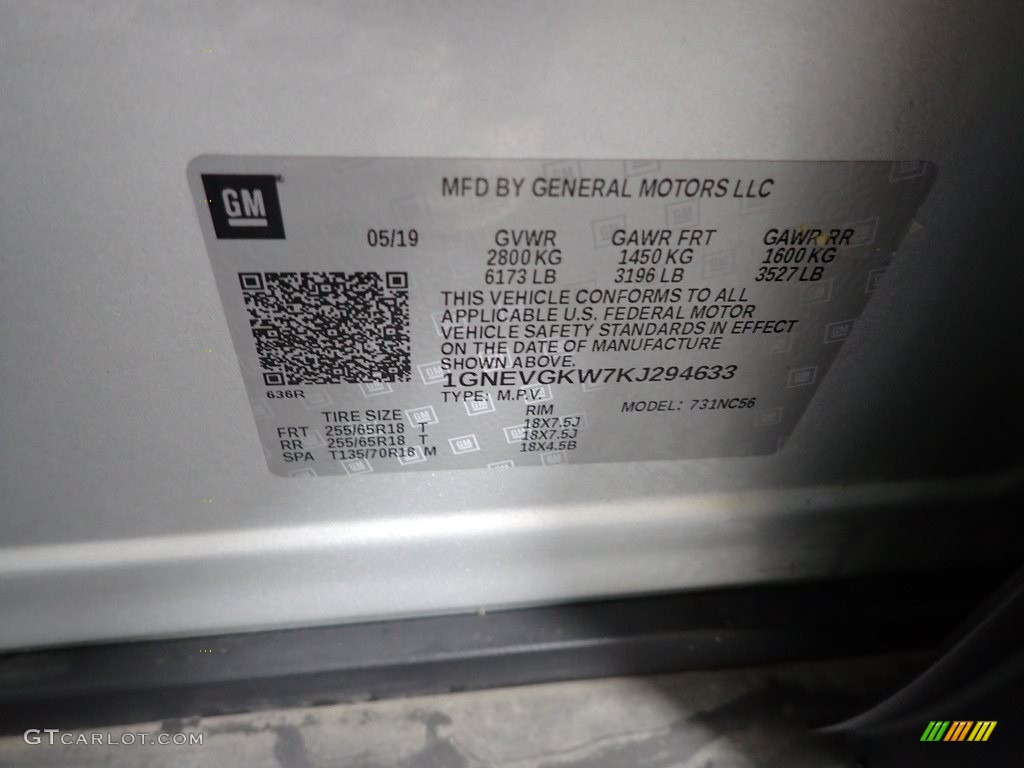 GM
MFD BY GENERAL MOTORS LLC
05/19 GVWR GAWR FRT GAWR RR
2800 KG 1450 KG 1600 KG
6173 LB 3196 LB 3527 LB
THIS VEHICLE CONFORMS TO ALL
APPLICABLE U.S. FEDERAL MOTOR
VEHICLE SAFETY STANDARDS IN EFFECT
ON THE DATE OF MANUFACTURE
SHOWN ABOVE.
1GNEVGKW7KJ294633
TYPE: M.P.V. MODEL: 731NC56
636R
TIRE SIZE RIM
FRT 255/65R18 T 18X7.5J
RR 255/65R18 T 18X7.5J
SPA T135/70R18 M 18X4.5B
GTCARLOT.COM